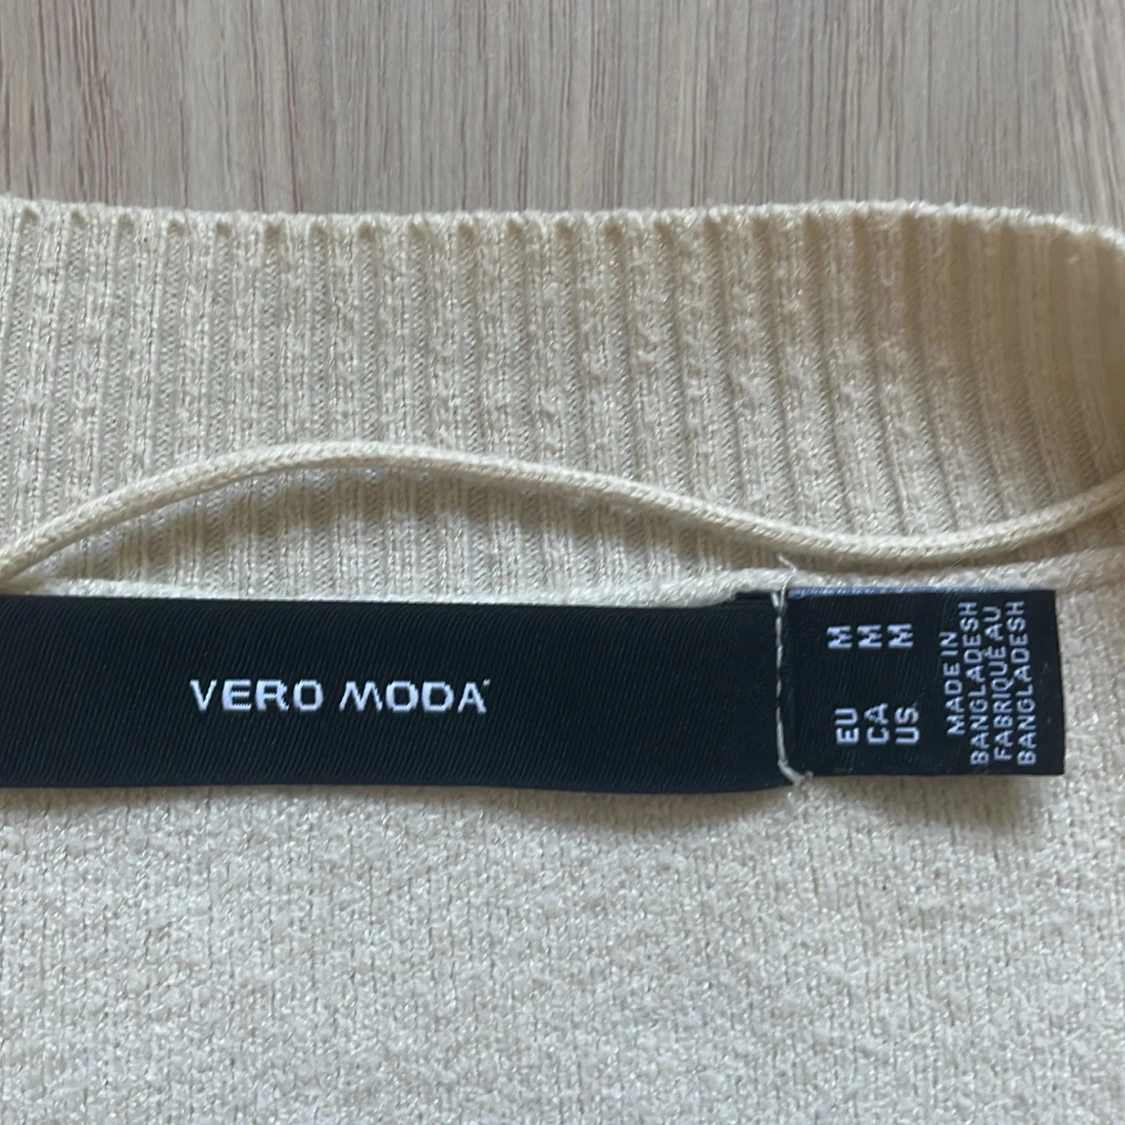 VERO MODA
EU M
CA M
US M
MADE IN
BANGLADESH
FABRIQUÉ AU
BANGLADESH